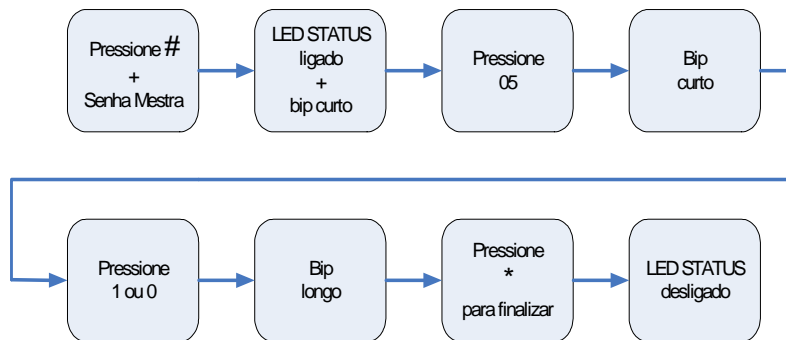 Pressione #
+
Senha Mestra
LED STATUS
ligado
+
bip curto
Pressione
05
Bip
curto
Pressione
1 ou 0
Bip
longo
Pressione
*
para finalizar
LED STATUS
desligado